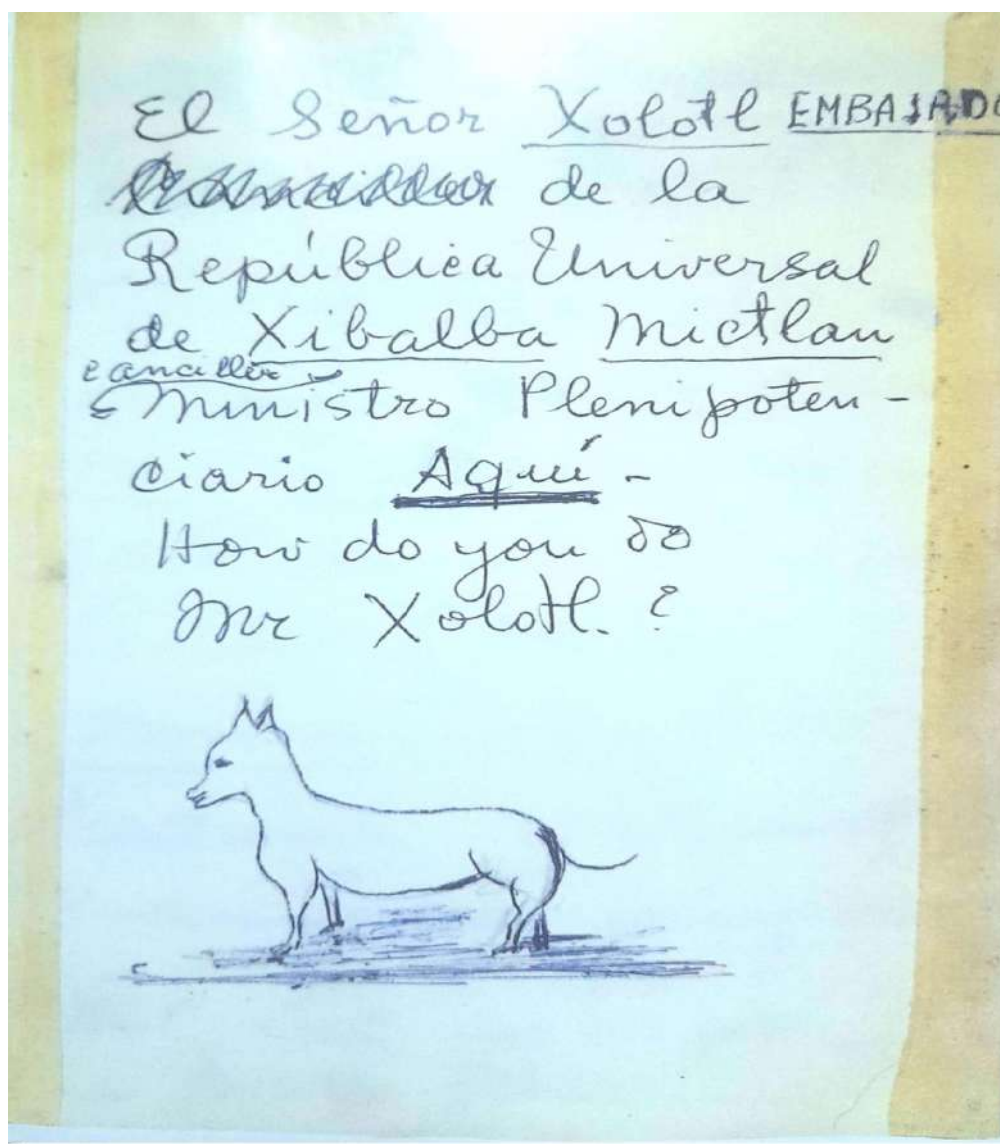 El Señor Xolotl EMBAJADO
de la
República Universal
de Xibalba Mictlan
canciller
Ministro Plenipoten-
ciario Aquí-
How do you do
Mr Xolotl. ?